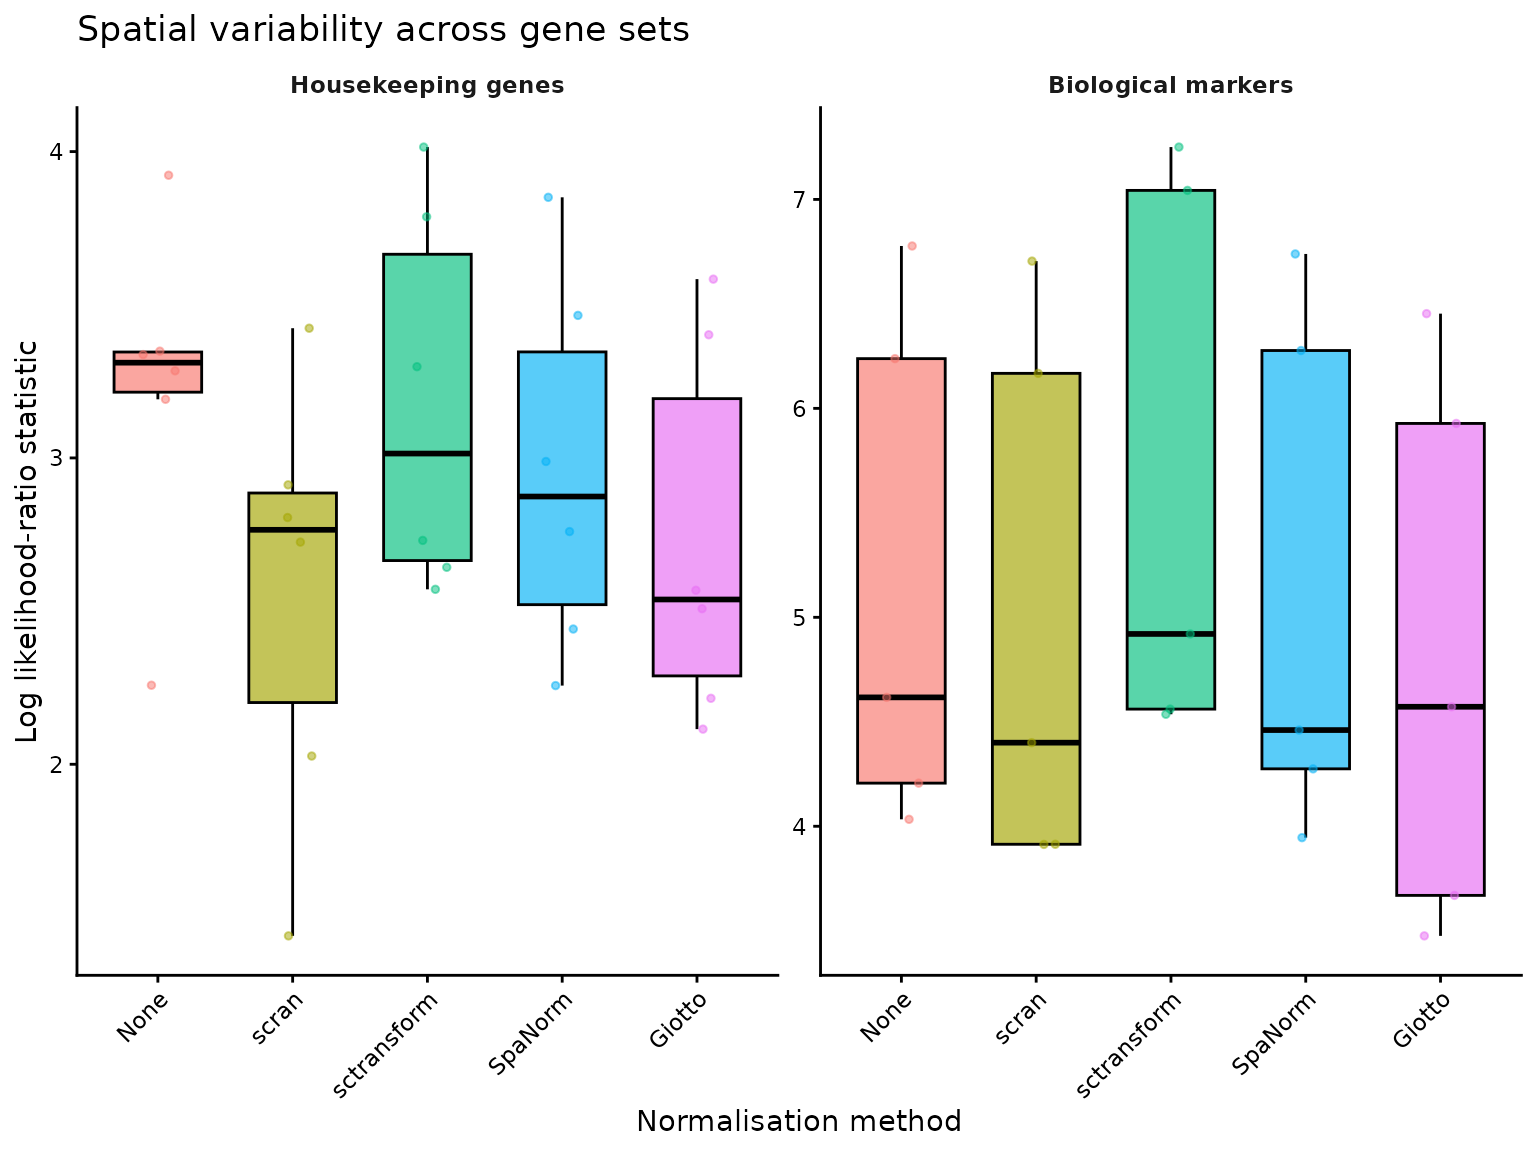 Spatial variability across gene sets
Housekeeping genes
Biological markers
Log likelihood-ratio statistic
4
3
2
7
6
5
4
None
scran
sctransform
SpaNorm
Giotto
None
scran
sctransform
SpaNorm
Giotto
Normalisation method